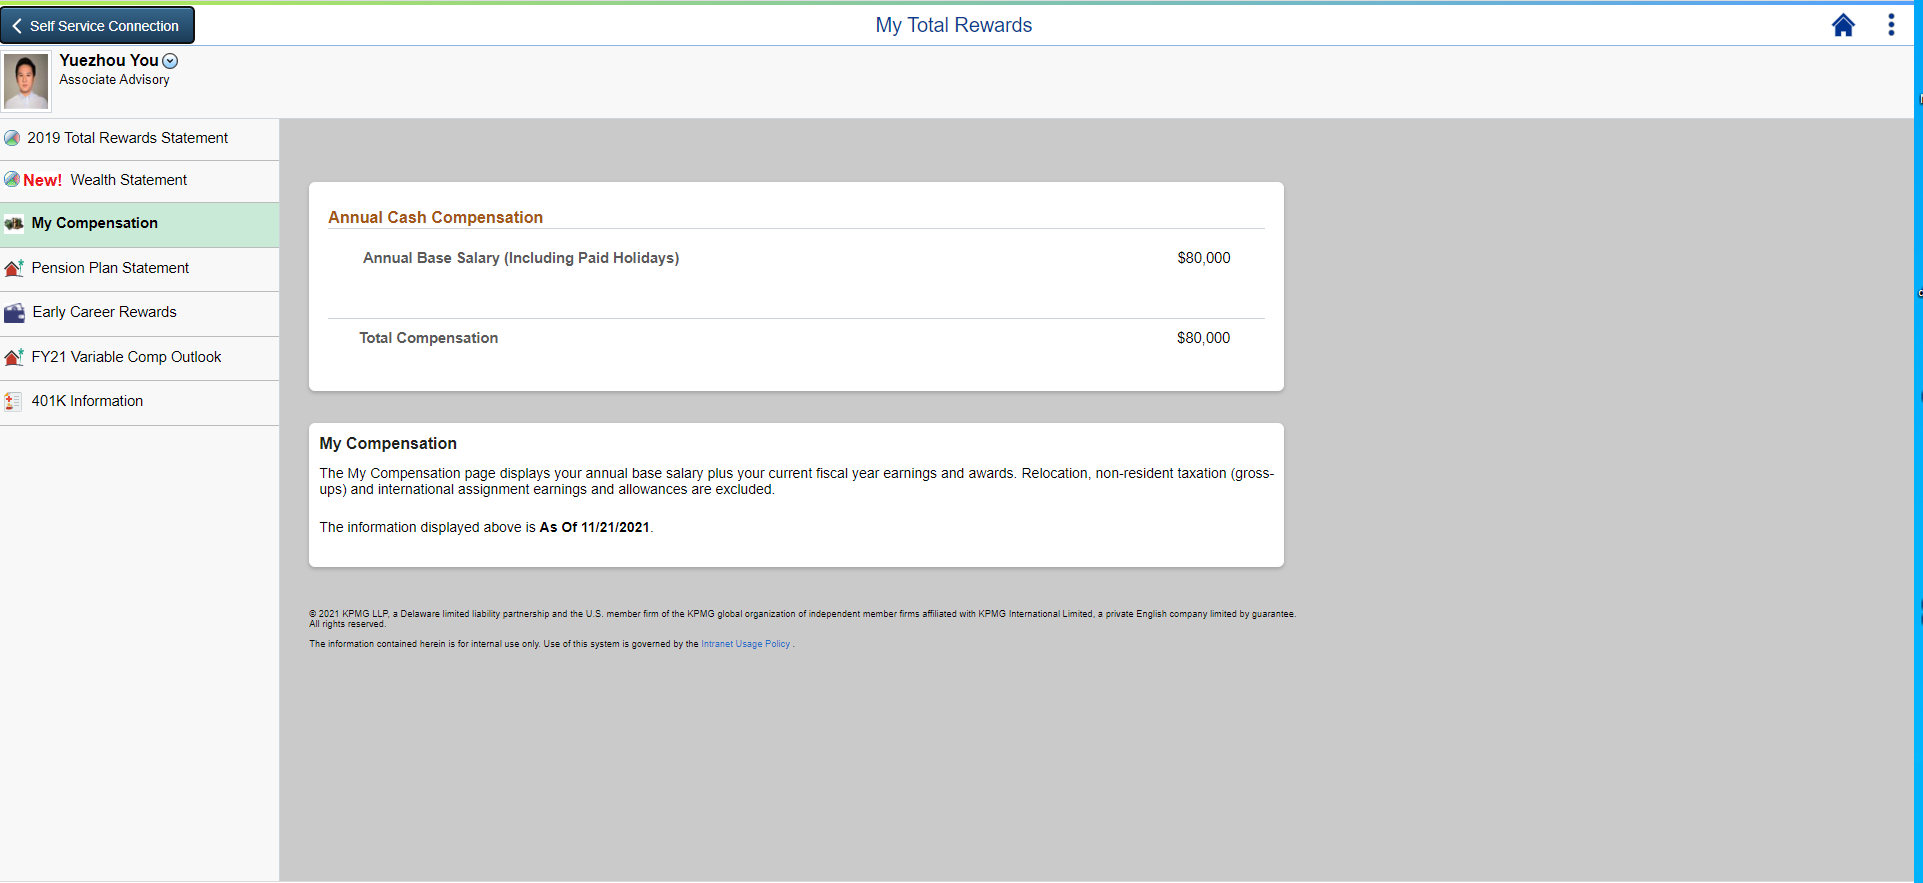 Self Service Connection
My Total Rewards
Yuezhou You
Associate Advisory
2019 Total Rewards Statement
New! Wealth Statement
My Compensation
Pension Plan Statement
Early Career Rewards
FY21 Variable Comp Outlook
401K Information
Annual Cash Compensation
Annual Base Salary (Including Paid Holidays) $80,000
Total Compensation $80,000
My Compensation
The My Compensation page displays your annual base salary plus your current fiscal year earnings and awards. Relocation, non-resident taxation (gross-
ups) and international assignment earnings and allowances are excluded.
The information displayed above is As Of 11/21/2021.
© 2021 KPMG LLP, a Delaware limited liability partnership and the U.S. member firm of the KPMG global organization of independent member firms affiliated with KPMG International Limited, a private English company limited by guarantee.
All rights reserved.
The information contained herein is for internal use only. Use of this system is governed by the Intranet Usage Policy .